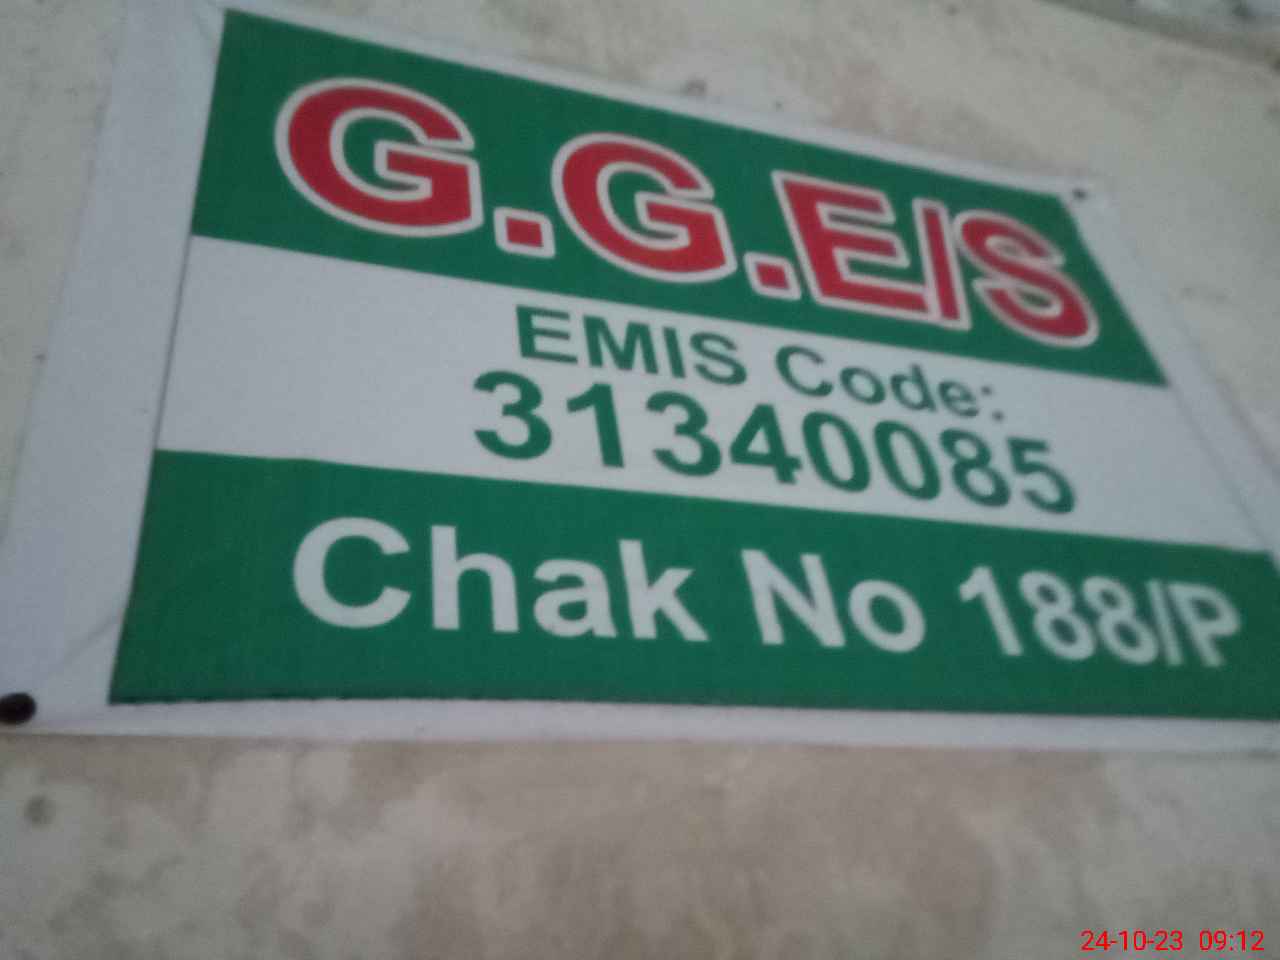 G.G.E/S
EMIS Code:
31340085
Chak No 188/P
24-10-23 09:12